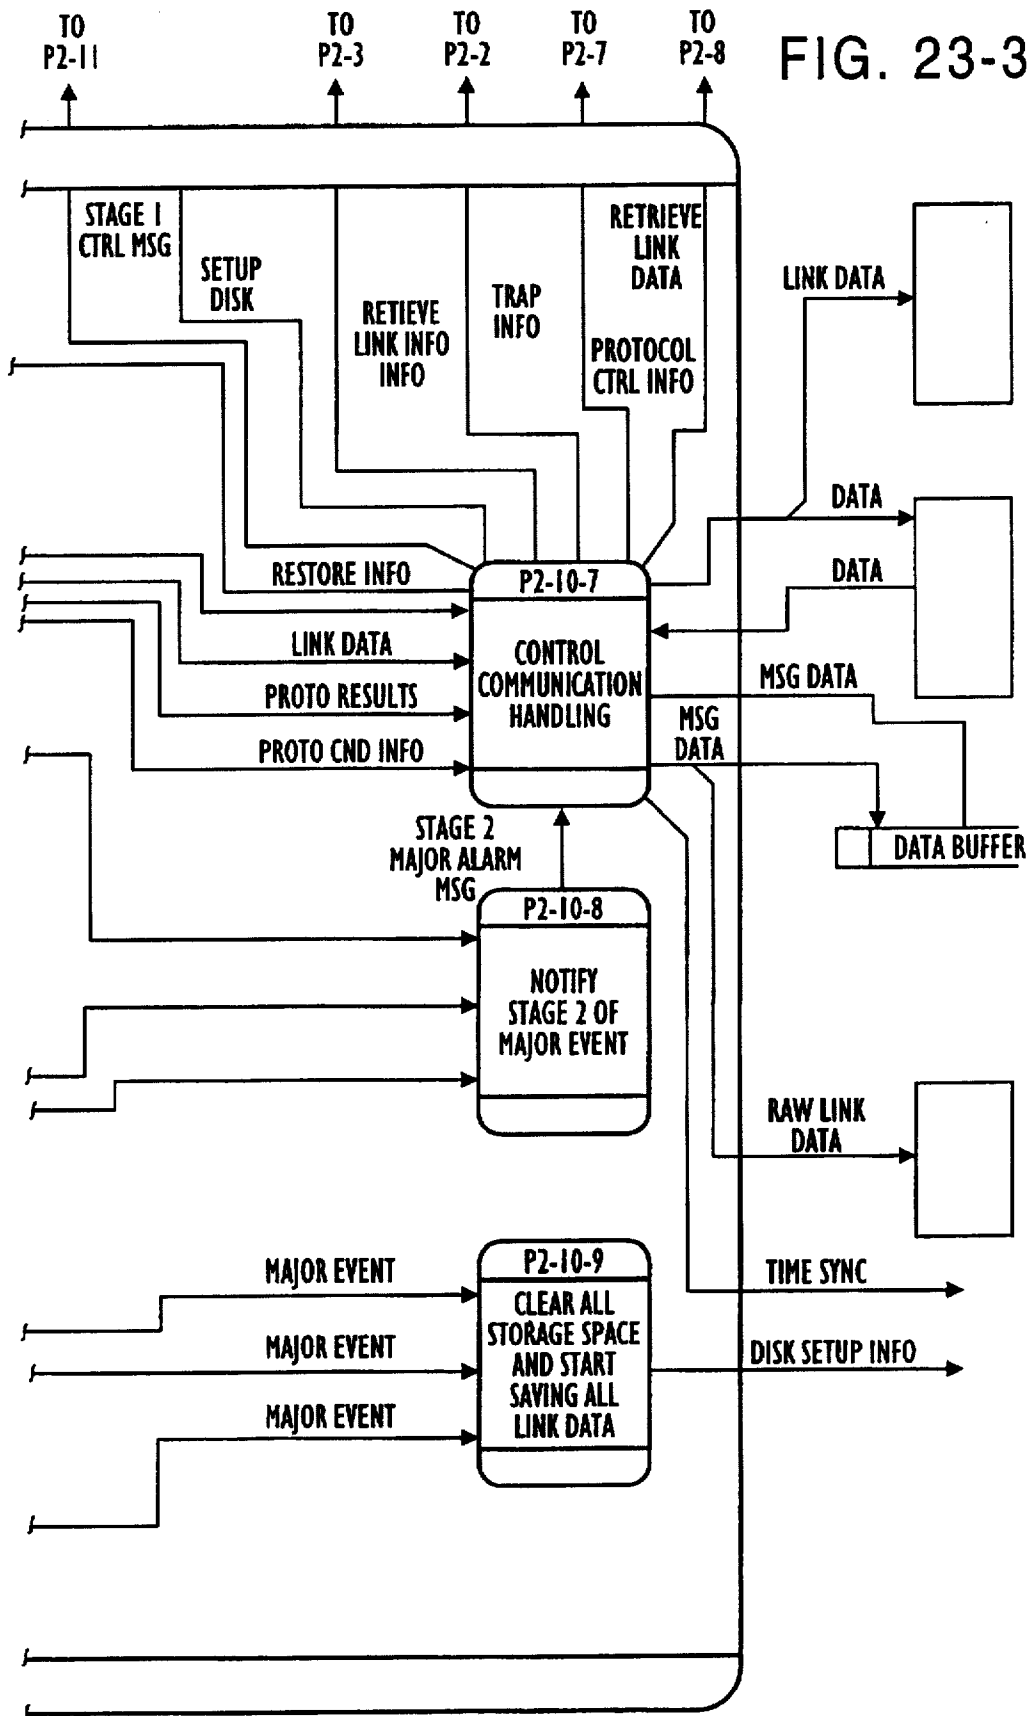 TO
P2-11
TO
P2-3
TO
P2-2
TO
P2-7
TO
P2-8
FIG. 23-3
STAGE 1
CTRL MSG
SETUP
DISK
RETIEVE
LINK INFO
INFO
TRAP
INFO
RETRIEVE
LINK
DATA
PROTOCOL
CTRL INFO
LINK DATA
DATA
DATA
RESTORE INFO
LINK DATA
PROTO RESULTS
PROTO CND INFO
P2-10-7
CONTROL
COMMUNICATION
HANDLING
MSG DATA
MSG
DATA
DATA BUFFER
STAGE 2
MAJOR ALARM
MSG
P2-10-8
NOTIFY
STAGE 2 OF
MAJOR EVENT
RAW LINK
DATA
MAJOR EVENT
MAJOR EVENT
MAJOR EVENT
P2-10-9
CLEAR ALL
STORAGE SPACE
AND START
SAVING ALL
LINK DATA
TIME SYNC
DISK SETUP INFO